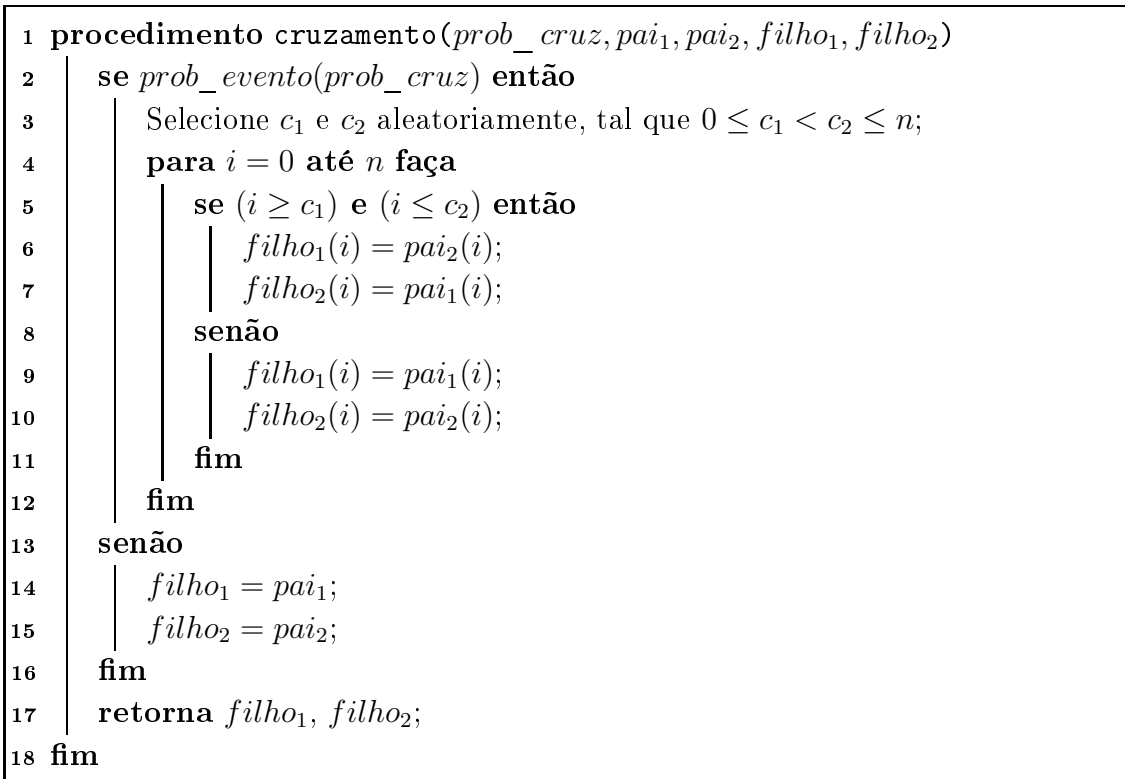 1 procedimento cruzamento(prob_cruz, pai₁, pai₂, filho₁, filho₂)
2 se prob_evento(prob_cruz) então
3 Selecione c₁ e c₂ aleatoriamente, tal que 0 ≤ c₁ < c₂ ≤ n;
4 para i = 0 até n faça
5 se (i ≥ c₁) e (i ≤ c₂) então
6 filho₁(i) = pai₂(i);
7 filho₂(i) = pai₁(i);
8 senão
9 filho₁(i) = pai₁(i);
10 filho₂(i) = pai₂(i);
11 fim
12 fim
13 senão
14 filho₁ = pai₁;
15 filho₂ = pai₂;
16 fim
17 retorna filho₁, filho₂;
18 fim